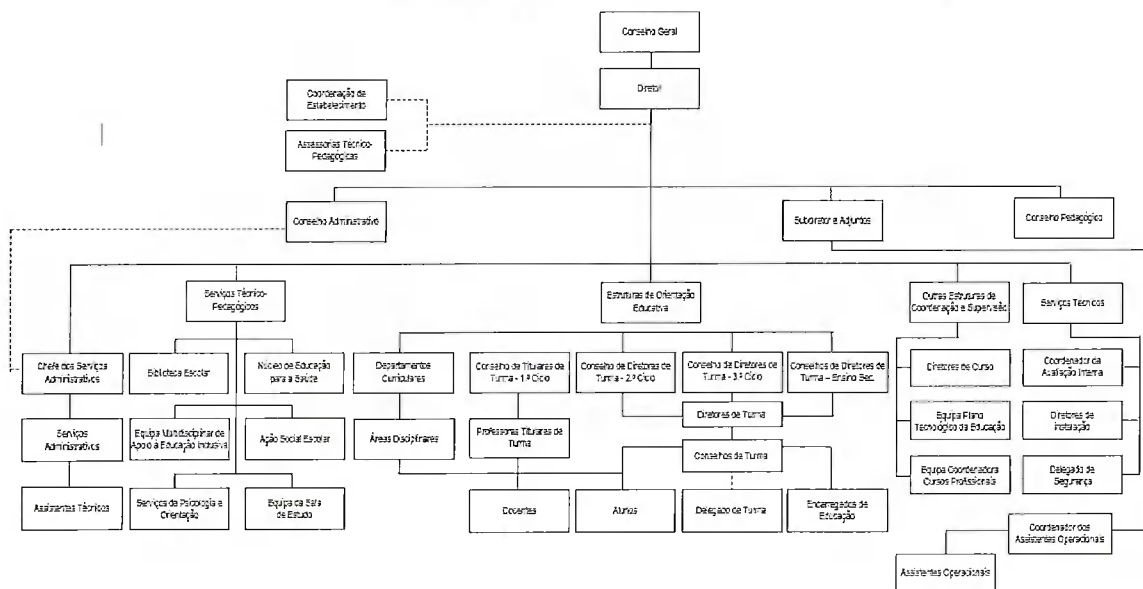 Conselho Geral
Diretor
Coordenação de
Estabelecimento
Assessorias Técnico-
Pedagógicas
Conselho Administrativo
Subdiretor e Adjuntos
Conselho Pedagógico
Serviços Técnico-
Pedagógicos
Estruturas de Orientação
Educativa
Outras Estruturas de
Coordenação e Supervisão
Serviços Técnicos
Chefe dos Serviços
Administrativos
Biblioteca Escolar
Núcleo de Educação
para a Saúde
Departamentos
Curriculares
Conselho de Titulares de
Turma - 1.º Ciclo
Conselho de Diretores de
Turma - 2.º Ciclo
Conselho de Diretores de
Turma - 3.º Ciclo
Conselhos de Diretores de
Turma – Ensino Sec.
Diretores de Curso
Coordenador da
Avaliação Interna
Serviços
Administrativos
Equipa Multidisciplinar de
Apoio à Educação Inclusiva
Ação Social Escolar
Áreas Disciplinares
Professores Titulares de
Turma
Diretores de Turma
Equipa Plano
Tecnológico da Educação
Diretores de
Instalação
Conselhos de Turma
Assistentes Técnicos
Serviços de Psicologia e
Orientação
Equipa da Sala
de Estudo
Docentes
Alunos
Delegado de Turma
Encarregados de
Educação
Equipa Coordenadora
Cursos Profissionais
Delegado de
Segurança
Coordenador dos
Assistentes Operacionais
Assistentes Operacionais